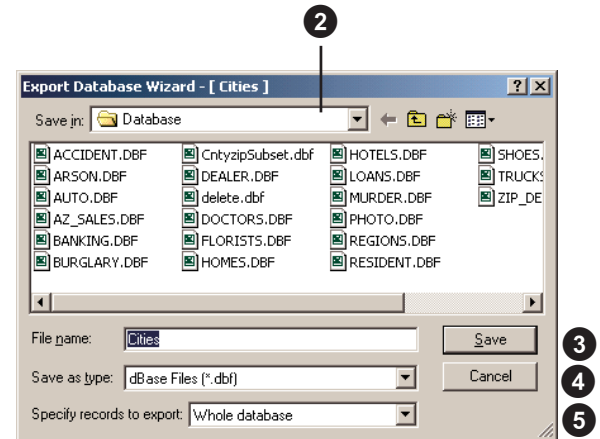 2
Export Database Wizard - [ Cities ]
Save in: Database
ACCIDENT.DBF CntyzipSubset.dbf HOTELS.DBF SHOES.
ARSON.DBF DEALER.DBF LOANS.DBF TRUCKS
AUTO.DBF delete.dbf MURDER.DBF ZIP_DE
AZ_SALES.DBF DOCTORS.DBF PHOTO.DBF
BANKING.DBF FLORISTS.DBF REGIONS.DBF
BURGLARY.DBF HOMES.DBF RESIDENT.DBF
File name: Cities Save 3
Save as type: dBase Files (*.dbf) Cancel 4
Specify records to export: Whole database 5